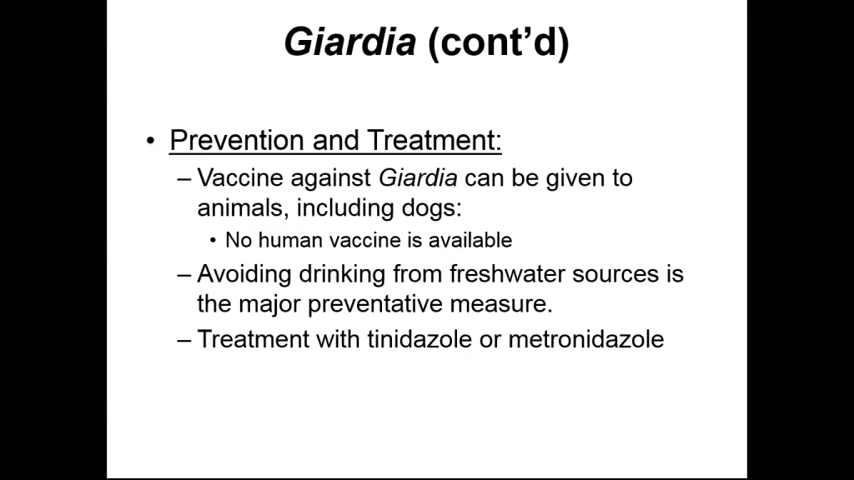 Giardia (cont’d)
• Prevention and Treatment:
– Vaccine against Giardia can be given to
animals, including dogs:
• No human vaccine is available
– Avoiding drinking from freshwater sources is
the major preventative measure.
– Treatment with tinidazole or metronidazole